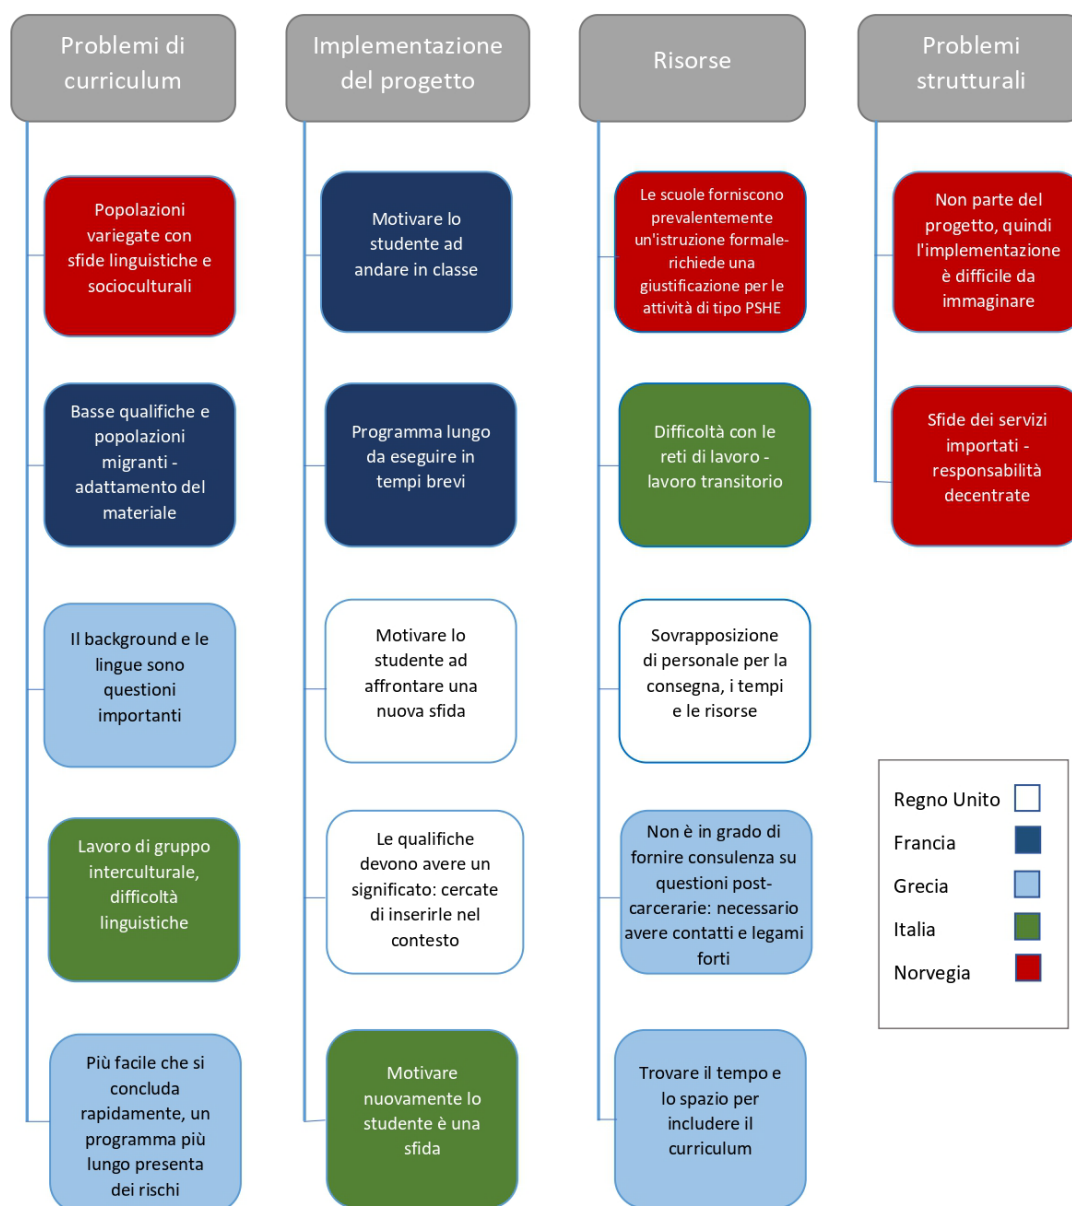 Problemi di
curriculum
Popolazioni
variegate con
sfide linguistiche e
socioculturali
Basse qualifiche e
popolazioni
migranti -
adattamento del
materiale
Il background e le
lingue sono
questioni
importanti
Lavoro di gruppo
interculturale,
difficoltà
linguistiche
Più facile che si
concluda
rapidamente, un
programma più
lungo presenta
dei rischi
Implementazione
del progetto
Motivare lo
studente ad
andare in classe
Programma lungo
da eseguire in
tempi brevi
Motivare lo
studente ad
affrontare una
nuova sfida
Le qualifiche
devono avere un
significato: cercate
di inserirle nel
contesto
Motivare
nuovamente lo
studente è una
sfida
Risorse
Le scuole forniscono
prevalentemente
un'istruzione formale-
richiede una
giustificazione per le
attività di tipo PSHE
Difficoltà con le
reti di lavoro -
lavoro transitorio
Sovrapposizione
di personale per la
consegna, i tempi
e le risorse
Non è in grado di
fornire consulenza su
questioni post-
carcerarie: necessario
avere contatti e legami
forti
Trovare il tempo e
lo spazio per
includere il
curriculum
Problemi
strutturali
Non parte del
progetto, quindi
l'implementazione
è difficile da
immaginare
Sfide dei servizi
importati -
responsabilità
decentrate
Regno Unito
Francia
Grecia
Italia
Norvegia